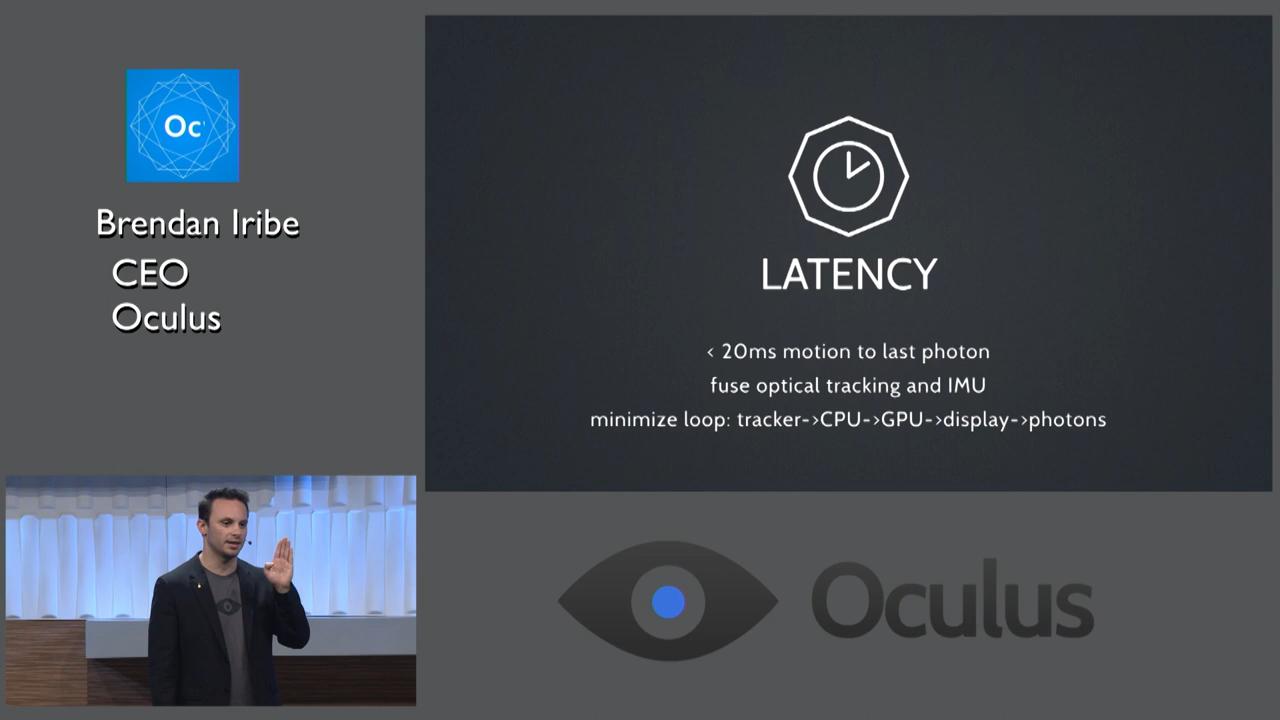 Oc
Brendan Iribe
CEO
Oculus
LATENCY
< 20ms motion to last photon
fuse optical tracking and IMU
minimize loop: tracker->CPU->GPU->display->photons
Oculus